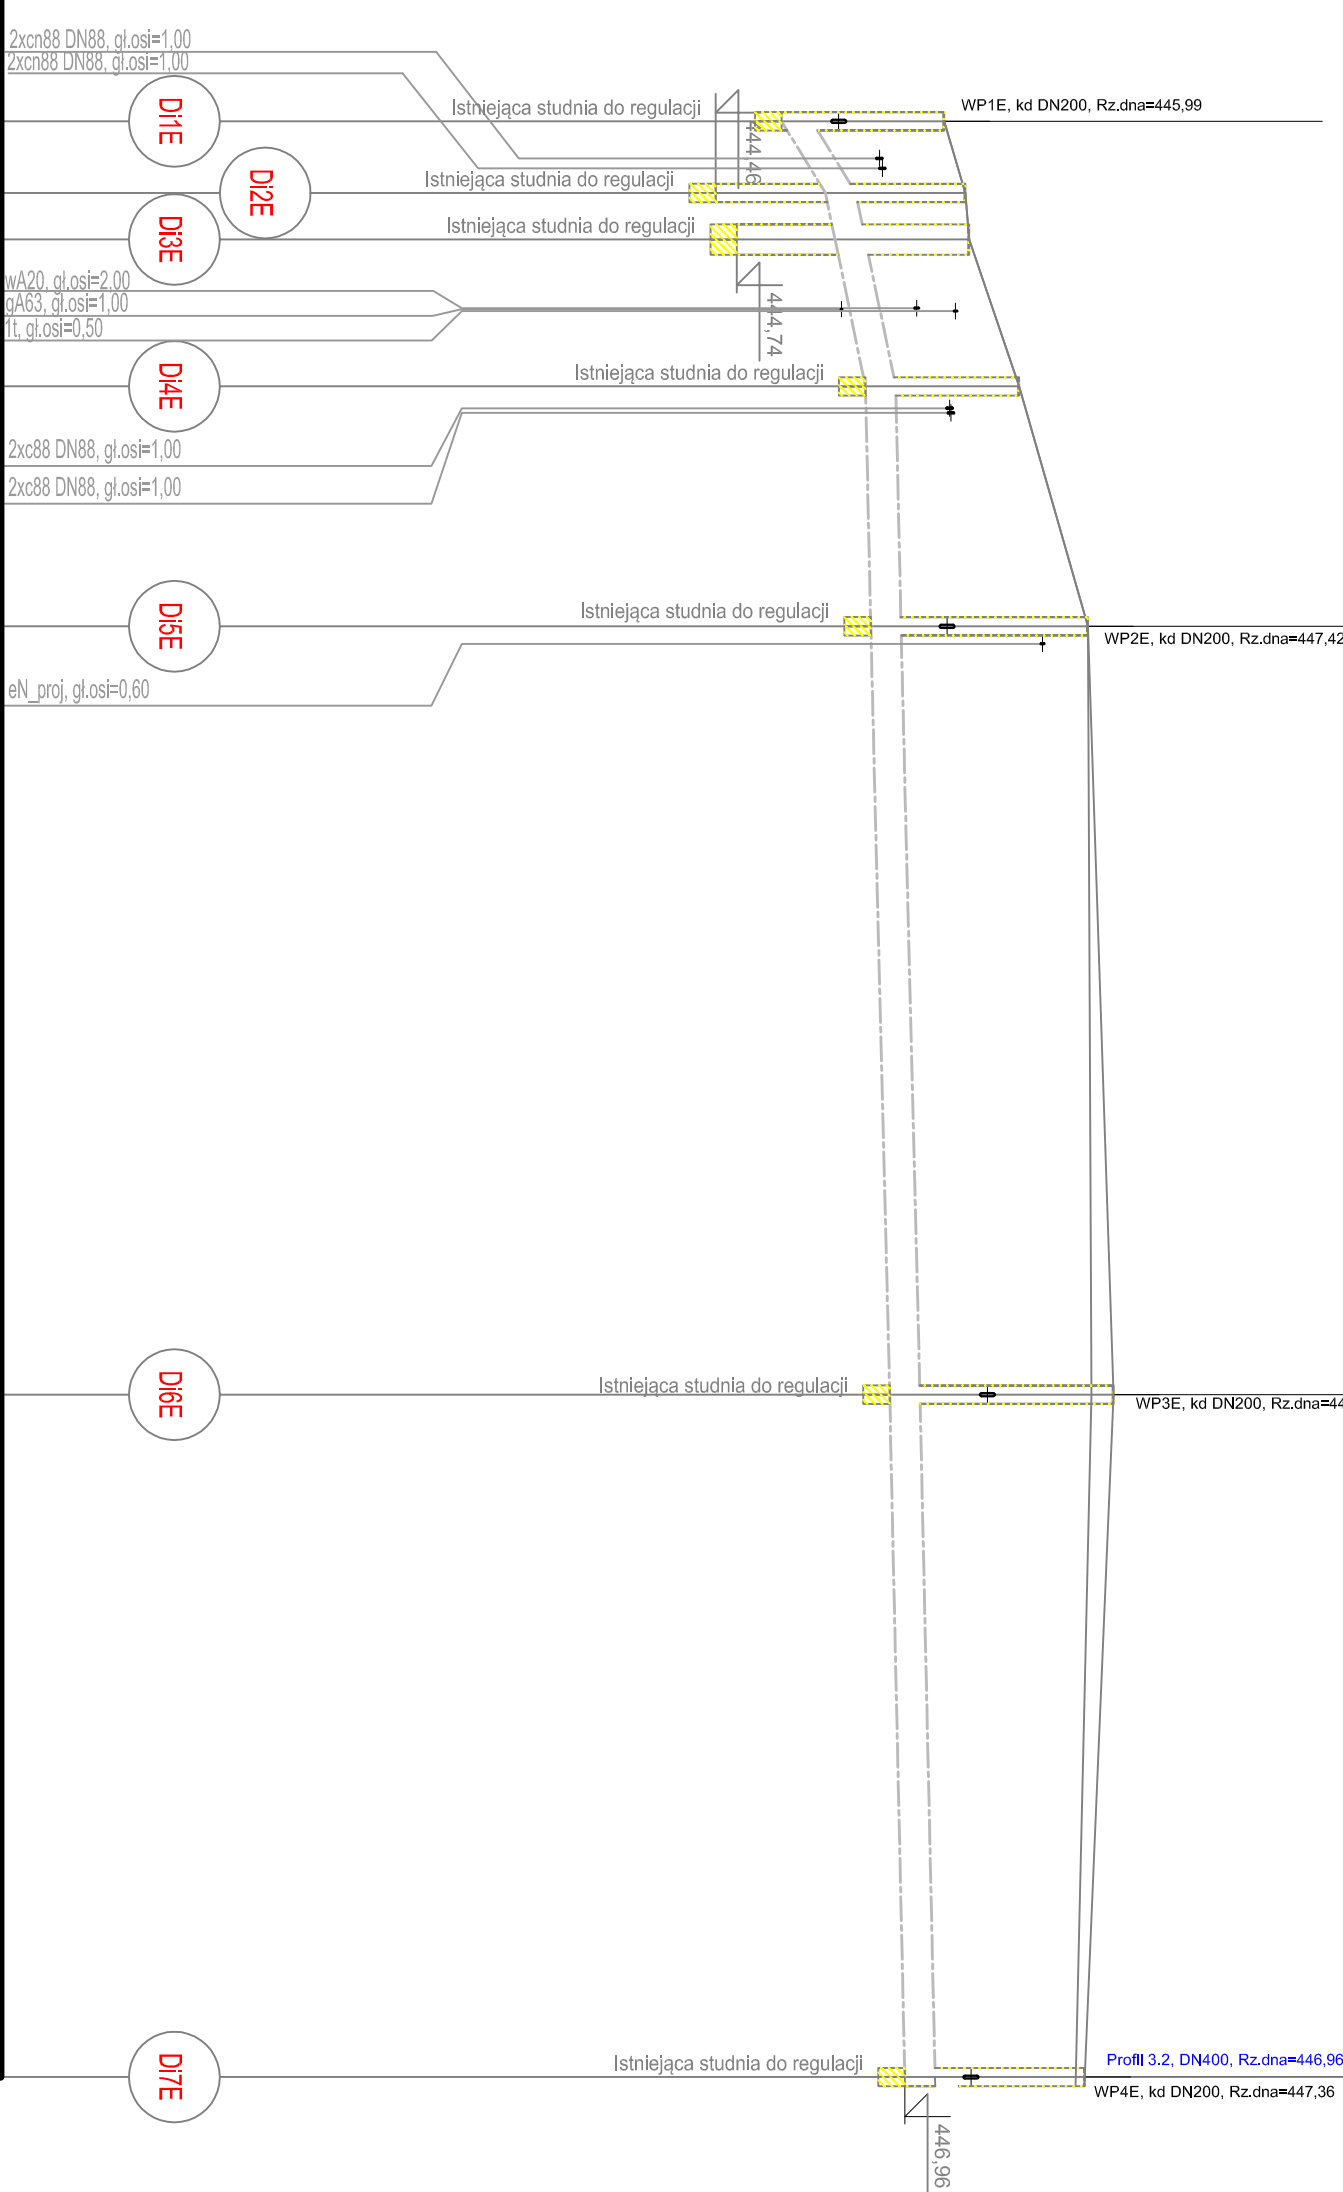 2xcn88 DN88, gł.osi=1,00
2xcn88 DN88, gł.osi=1,00
Di1E
Istniejąca studnia do regulacji
WP1E, kd DN200, Rz.dna=445,99
444,46
Di2E
Istniejąca studnia do regulacji
Di3E
Istniejąca studnia do regulacji
wA20, gł.osi=2,00
gA63, gł.osi=1,00
1t, gł.osi=0,50
444,74
Di4E
Istniejąca studnia do regulacji
2xc88 DN88, gł.osi=1,00
2xc88 DN88, gł.osi=1,00
Di5E
Istniejąca studnia do regulacji
WP2E, kd DN200, Rz.dna=447,42
eN_proj, gł.osi=0,60
Di6E
Istniejąca studnia do regulacji
WP3E, kd DN200, Rz.dna=44
Di7E
Istniejąca studnia do regulacji
Profil 3.2, DN400, Rz.dna=446,96
WP4E, kd DN200, Rz.dna=447,36
446,96